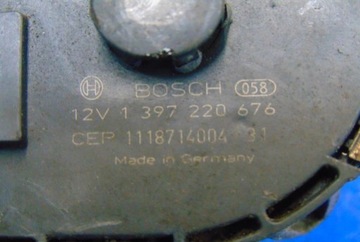 BOSCH 058
12V 1 397 220 676
CEP 1118714004 31
Made in Germany